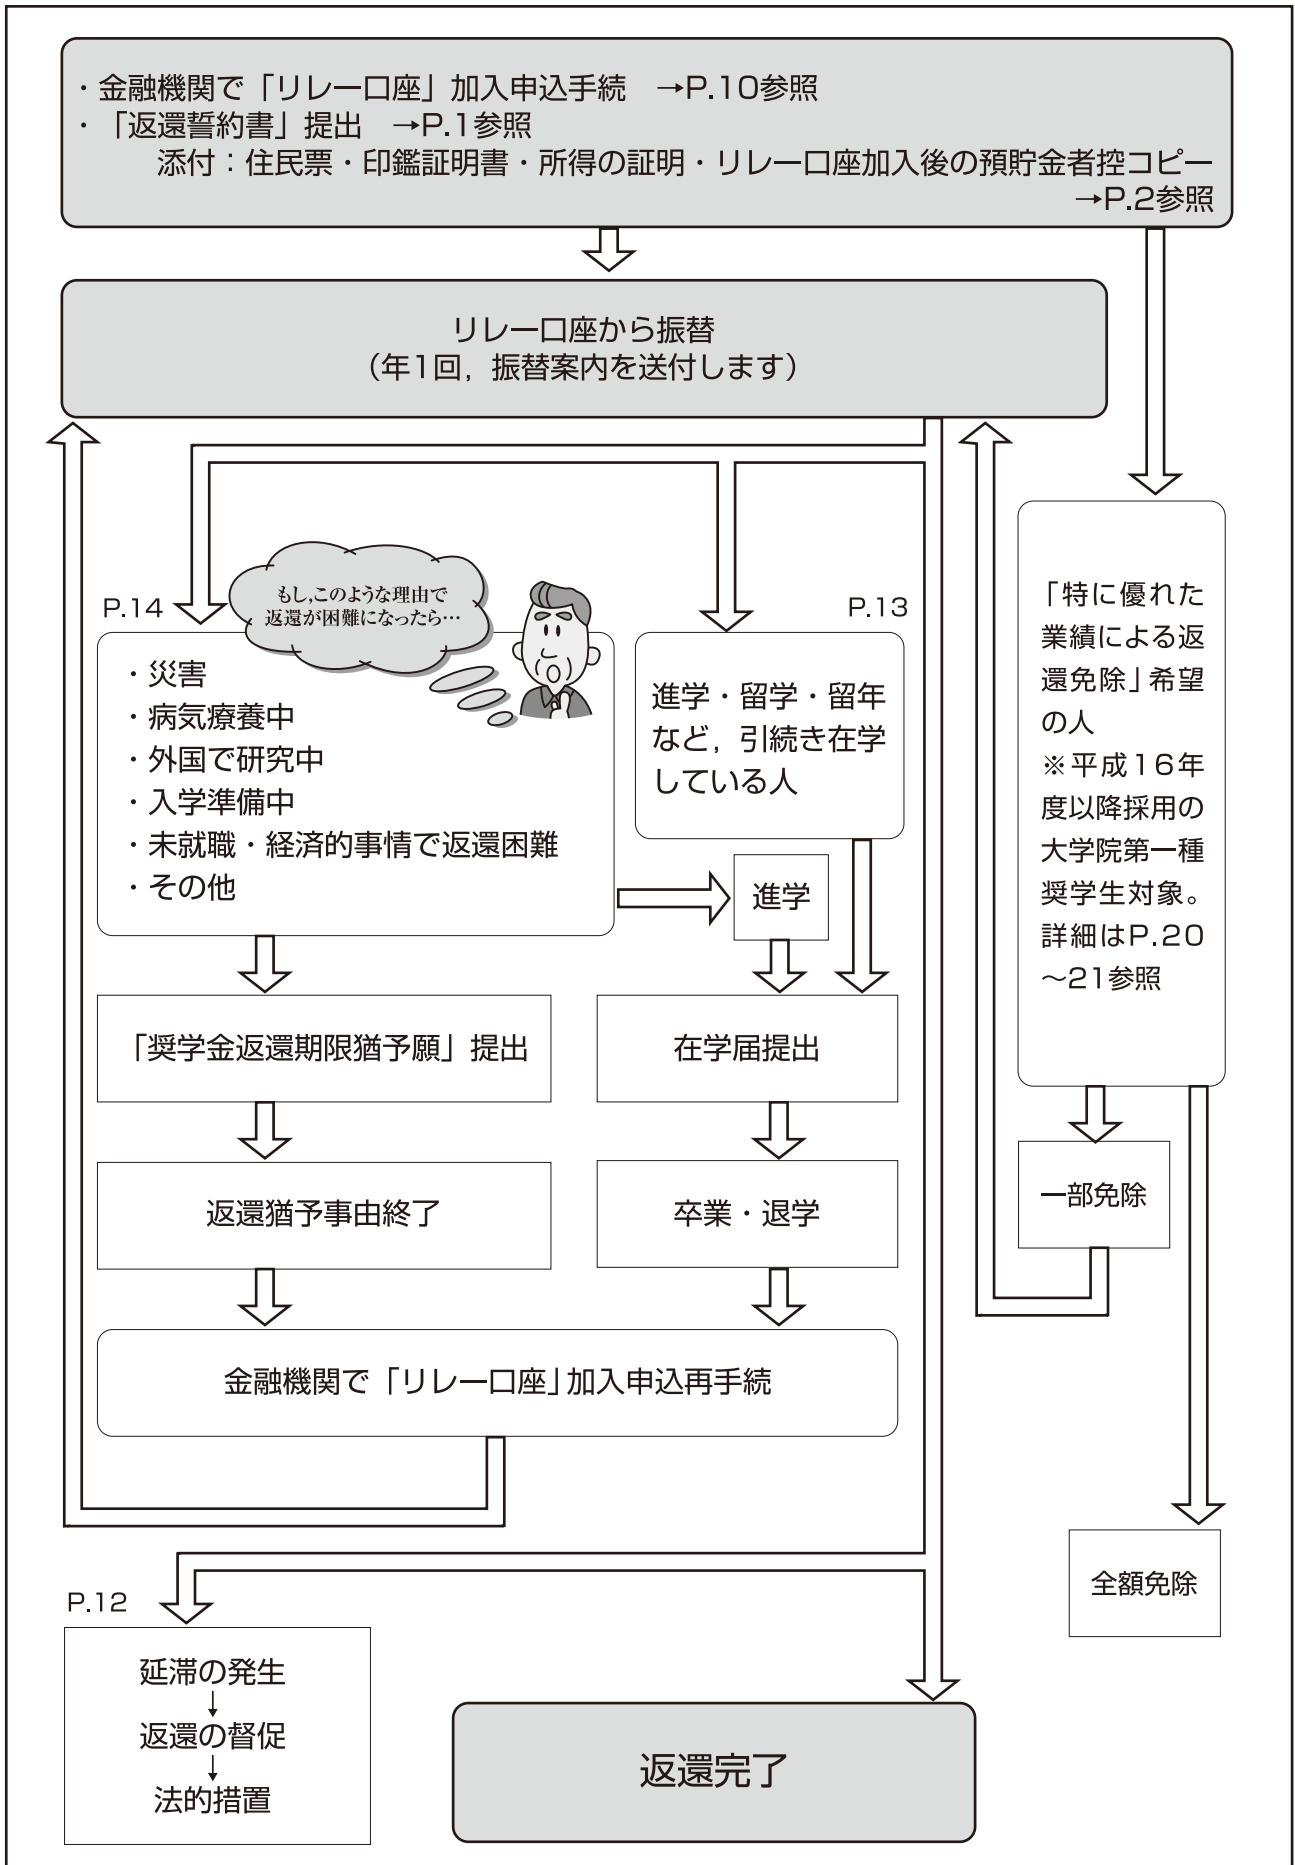 ・金融機関で「リレー口座」加入申込手続　→P.10参照
・「返還誓約書」提出　→P.1参照
添付：住民票・印鑑証明書・所得の証明・リレー口座加入後の預貯金者控コピー
→P.2参照
リレー口座から振替
（年1回，振替案内を送付します）
もし,このような理由で
返還が困難になったら…
P.14
・災害
・病気療養中
・外国で研究中
・入学準備中
・未就職・経済的事情で返還困難
・その他
P.13
進学・留学・留年
など，引続き在学
している人
進学
「特に優れた
業績による返
還免除」希望
の人
※平成16年
度以降採用の
大学院第一種
奨学生対象。
詳細はP.20
～21参照
「奨学金返還期限猶予願」提出
在学届提出
返還猶予事由終了
卒業・退学
一部免除
金融機関で「リレー口座」加入申込再手続
全額免除
P.12
延滞の発生
↓
返還の督促
↓
法的措置
返還完了